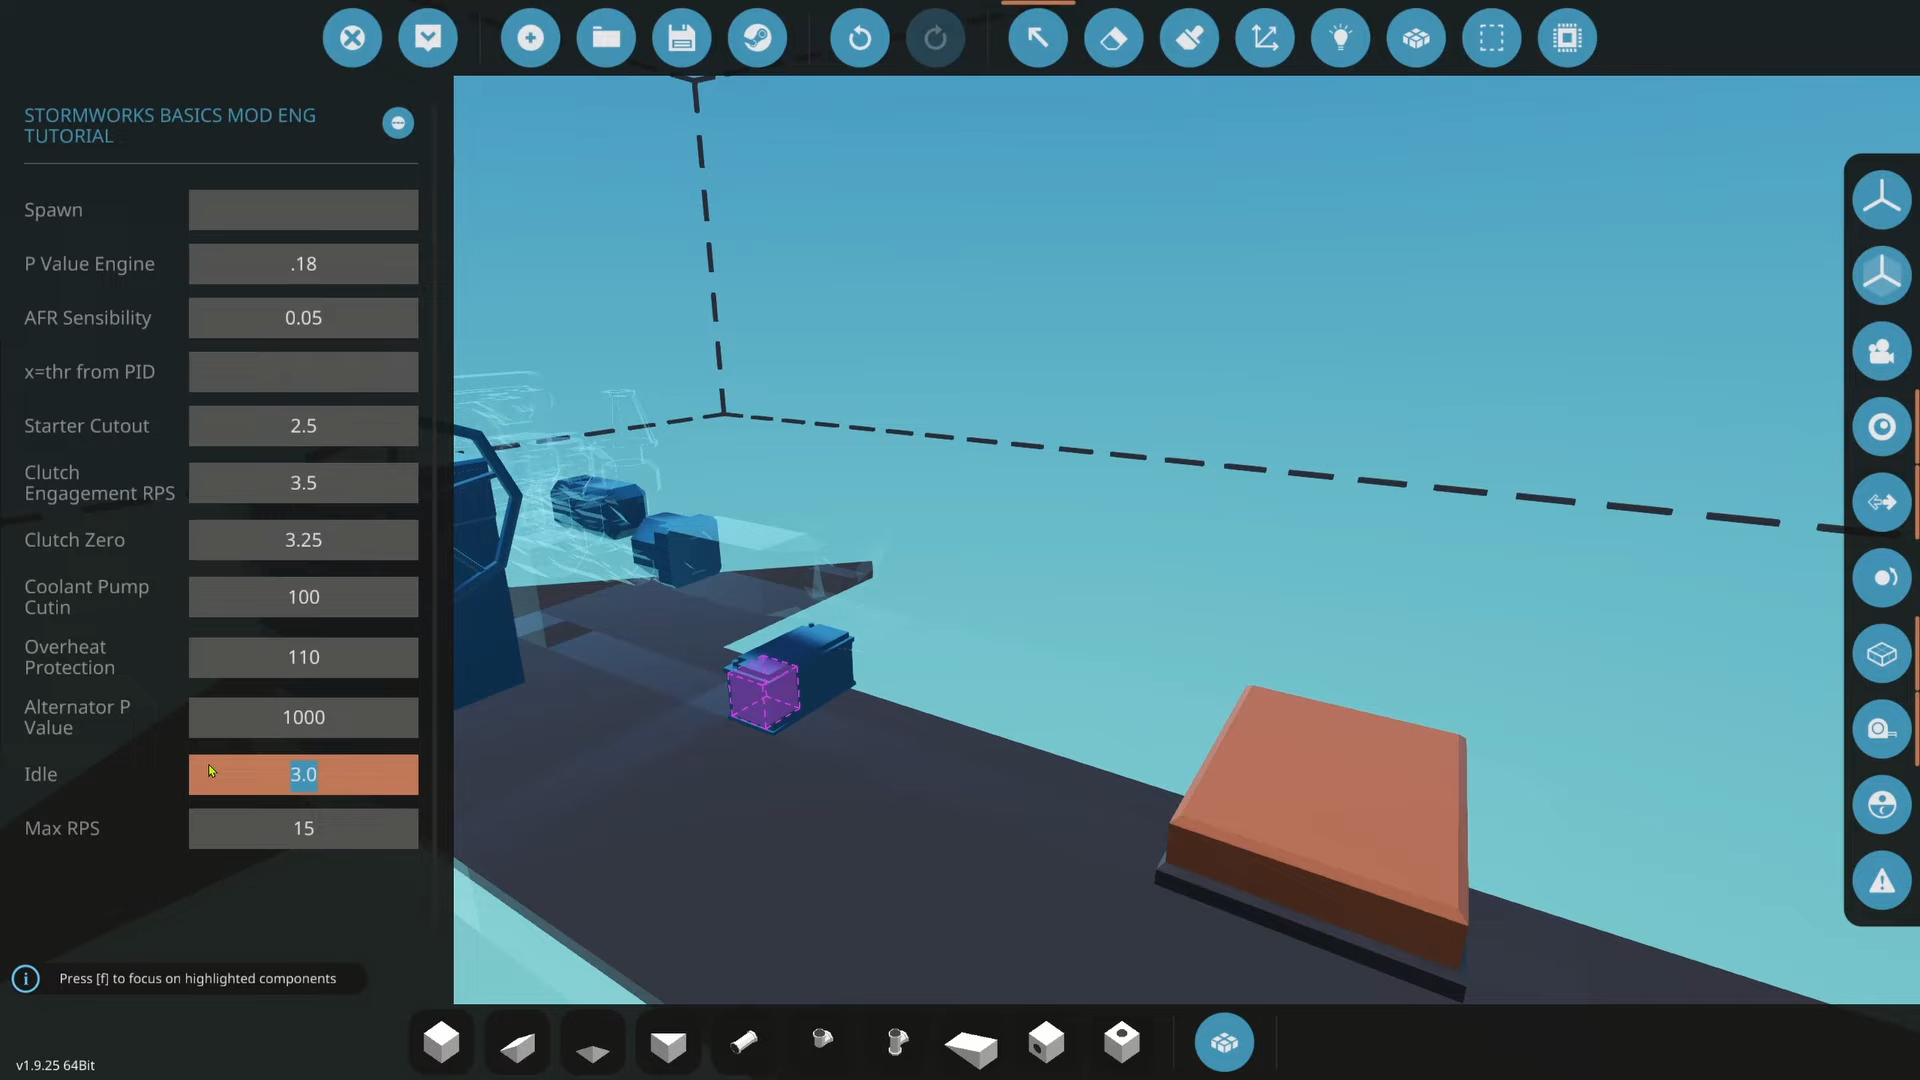 STORMWORKS BASICS MOD ENG
TUTORIAL
Spawn
P Value Engine
.18
AFR Sensibility
0.05
x=thr from PID
Starter Cutout
2.5
Clutch
Engagement RPS
3.5
Clutch Zero
3.25
Coolant Pump
Cutin
100
Overheat
Protection
110
Alternator P
Value
1000
Idle
3.0
Max RPS
15
Press [f] to focus on highlighted components
v1.9.25 64Bit